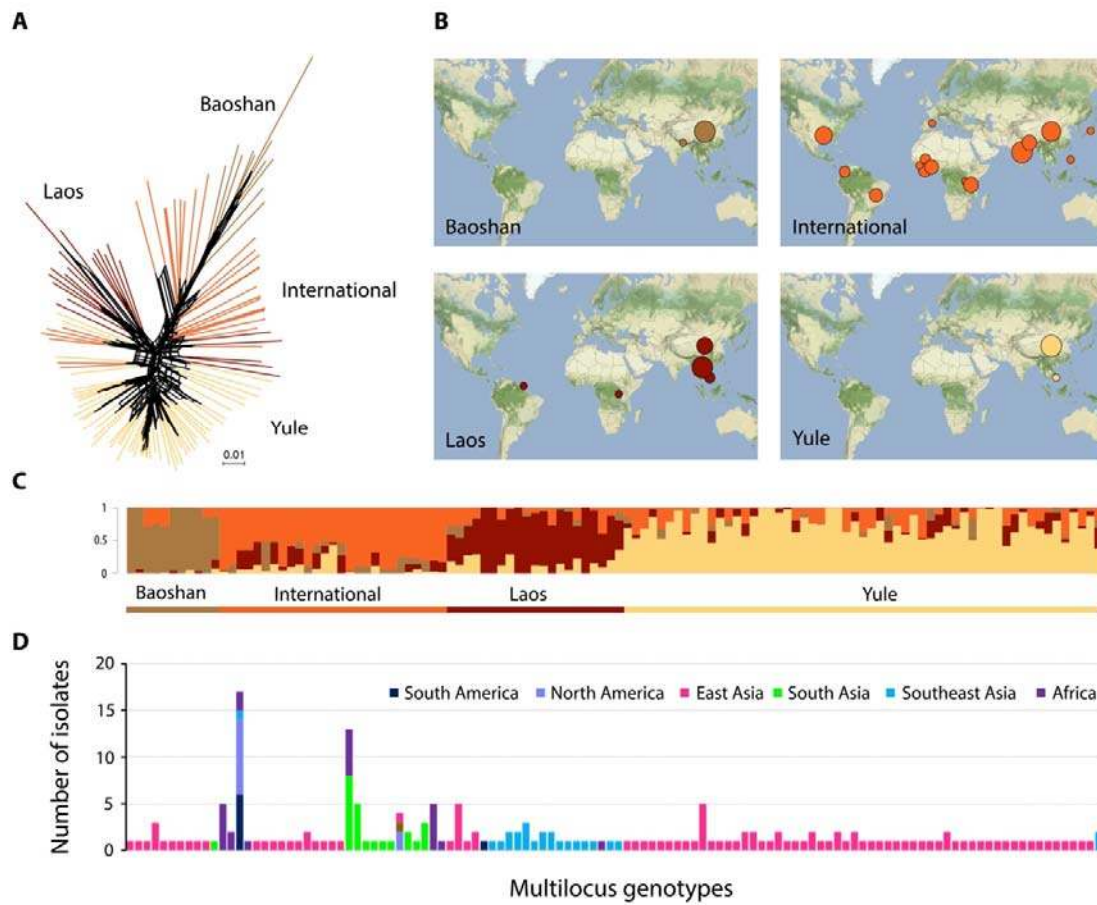 A
Baoshan
Laos
International
Yule
0.01
B
Baoshan
International
Laos
Yule
C
1
0.5
0
Baoshan International Laos Yule
D
Number of isolates
20
15
10
5
0
South America North America East Asia South Asia Southeast Asia Africa
Multilocus genotypes